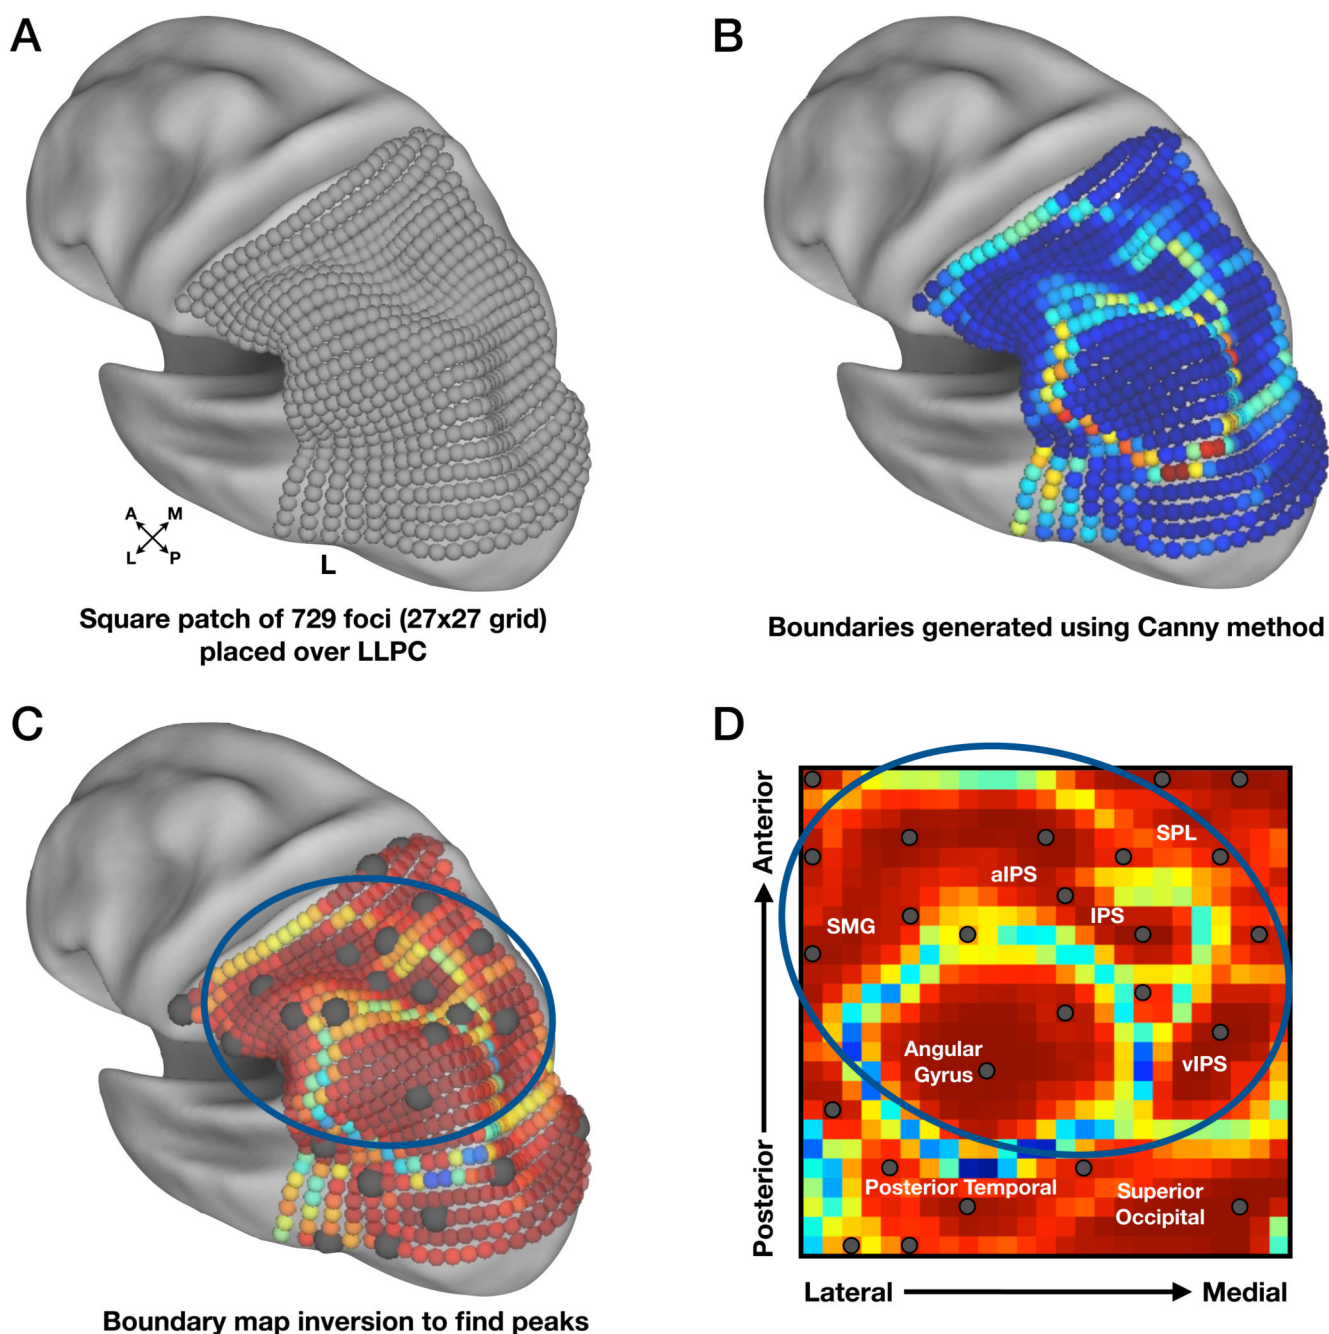 A
B
A M
L P
L
Square patch of 729 foci (27x27 grid)
placed over LLPC
Boundaries generated using Canny method
C
D
Anterior
Posterior
SPL
aIPS
IPS
SMG
Angular
Gyrus
vIPS
Posterior Temporal
Superior
Occipital
Lateral
Medial
Boundary map inversion to find peaks